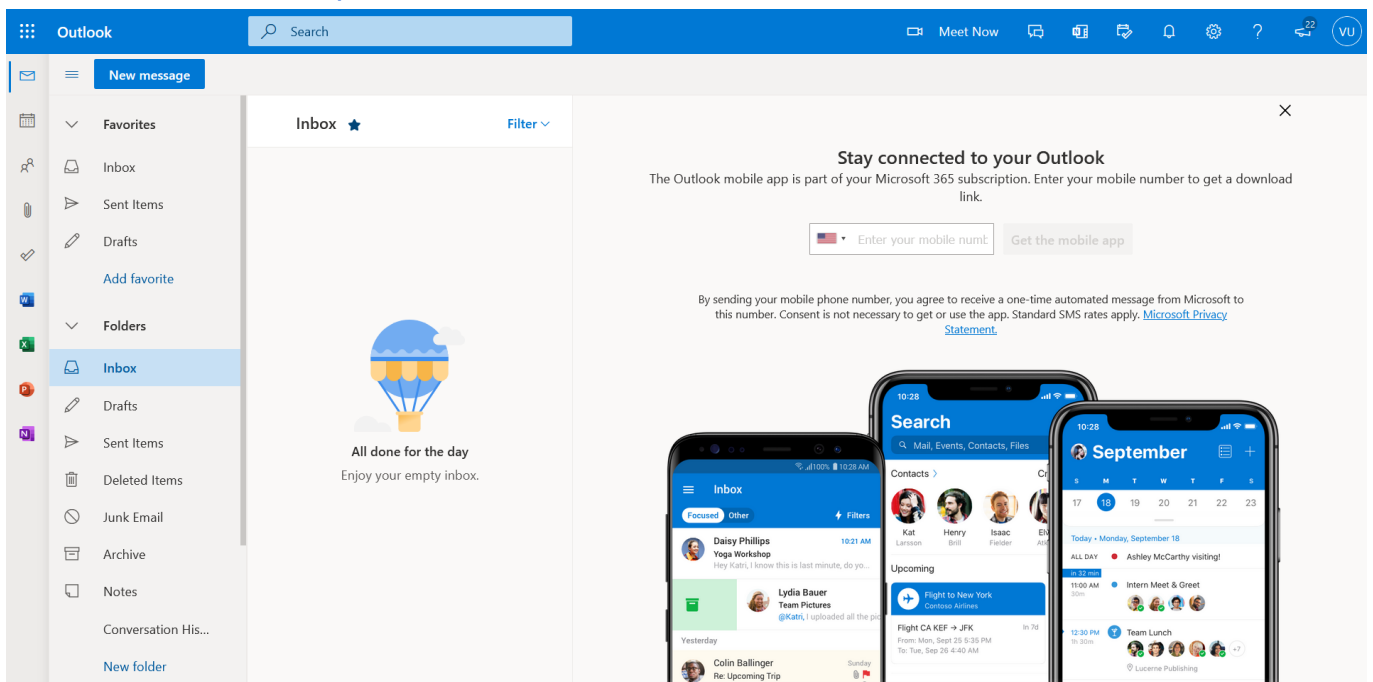 Outlook
Search
Meet Now
22
VU
New message
Favorites
Inbox
Sent Items
Drafts
Add favorite
Folders
Inbox
Drafts
Sent Items
Deleted Items
Junk Email
Archive
Notes
Conversation His...
New folder
Inbox
Filter
All done for the day
Enjoy your empty inbox.
Stay connected to your Outlook
The Outlook mobile app is part of your Microsoft 365 subscription. Enter your mobile number to get a download
link.
Enter your mobile numb
Get the mobile app
By sending your mobile phone number, you agree to receive a one-time automated message from Microsoft to
this number. Consent is not necessary to get or use the app. Standard SMS rates apply. Microsoft Privacy
Statement.
100% 10:28 AM
Inbox
Focused Other
Filters
Daisy Phillips 10:21 AM
Yoga Workshop
Hey Katri, I know this is last minute, do yo...
Lydia Bauer
Team Pictures
@Katri, I uploaded all the pic
Yesterday
Colin Ballinger Sunday
Re: Upcoming Trip
10:28
Search
Mail, Events, Contacts, Files
Contacts
Kat Henry Isaac
Larsson Brill Fielder
Upcoming
Flight to New York
Contoso Airlines
Flight CA KEF → JFK In 7d
From: Mon, Sept 25 5:35 PM
To: Tue, Sep 26 4:40 AM
10:28
September
S M T W T F S
17 18 19 20 21 22 23
Today • Monday, September 18
ALL DAY Ashley McCarthy visiting!
in 32 min
11:00 AM Intern Meet & Greet
30m
12:30 PM Team Lunch
1h 30m
+7
Lucerne Publishing